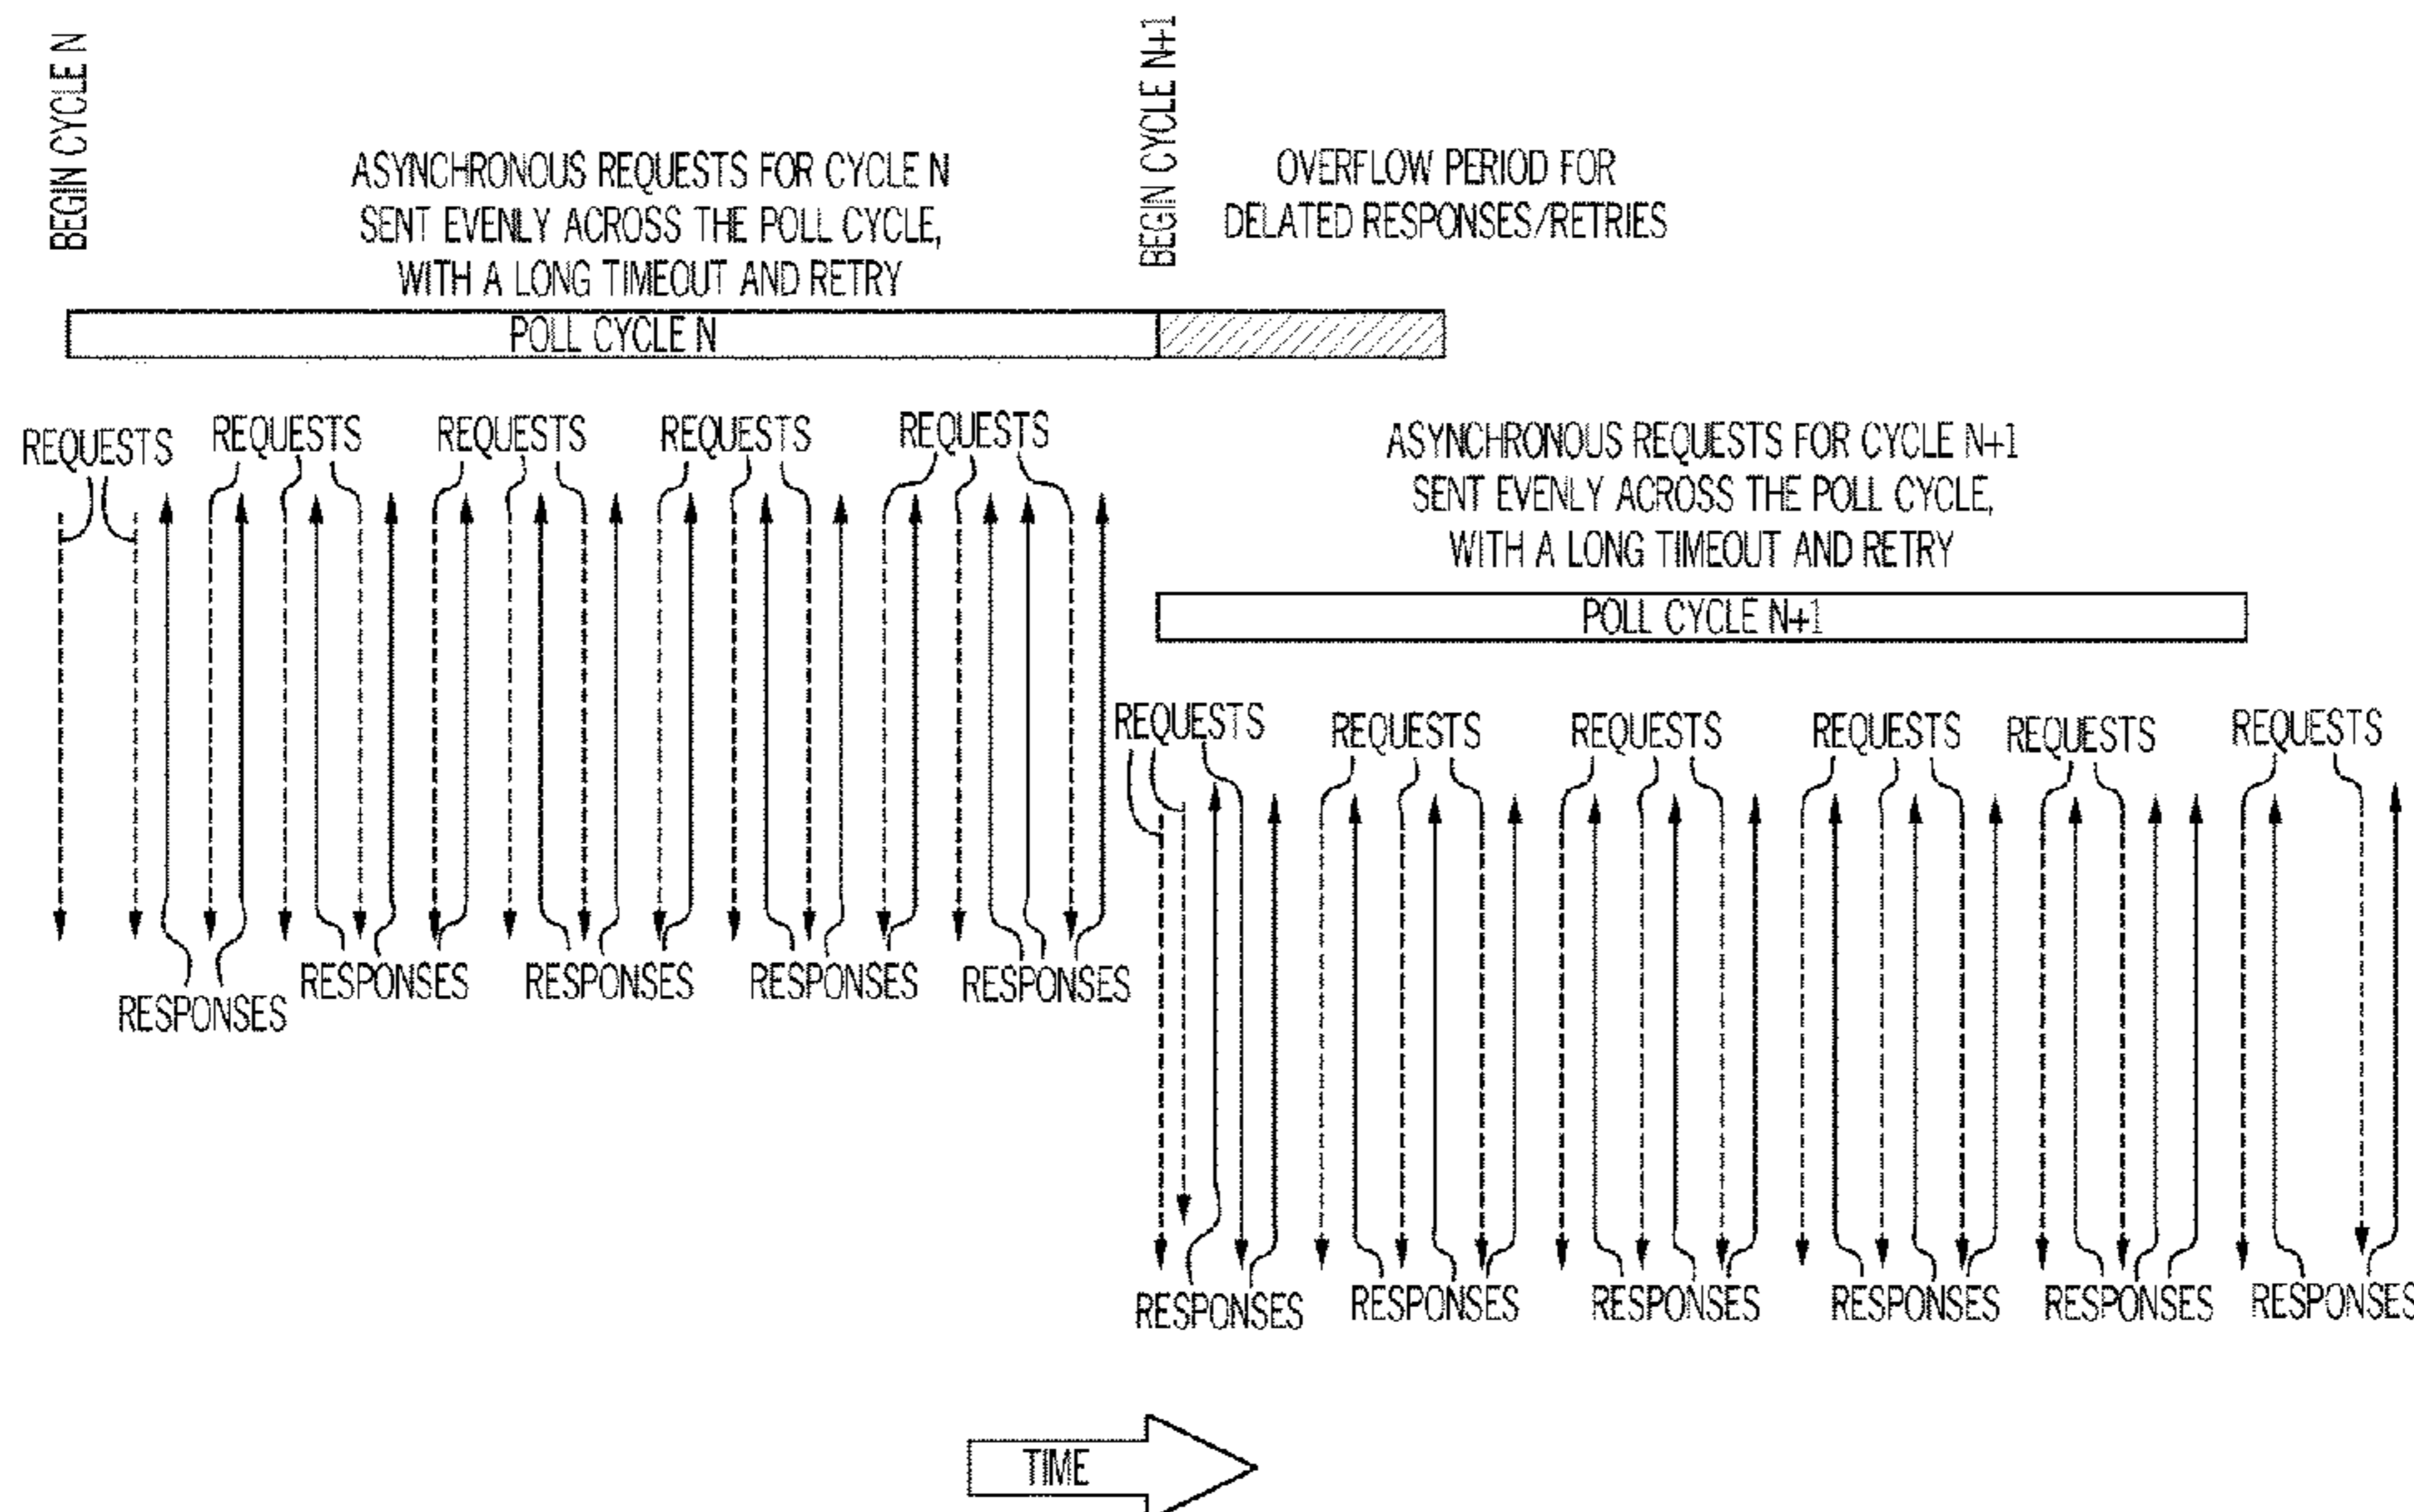 BEGIN CYCLE N
ASYNCHRONOUS REQUESTS FOR CYCLE N
SENT EVENLY ACROSS THE POLL CYCLE,
WITH A LONG TIMEOUT AND RETRY
BEGIN CYCLE N+1
OVERFLOW PERIOD FOR
DELATED RESPONSES/RETRIES
POLL CYCLE N
REQUESTS
REQUESTS
REQUESTS
REQUESTS
REQUESTS
RESPONSES
RESPONSES
RESPONSES
RESPONSES
RESPONSES
ASYNCHRONOUS REQUESTS FOR CYCLE N+1
SENT EVENLY ACROSS THE POLL CYCLE,
WITH A LONG TIMEOUT AND RETRY
POLL CYCLE N+1
REQUESTS
REQUESTS
REQUESTS
REQUESTS
REQUESTS
REQUESTS
RESPONSES
RESPONSES
RESPONSES
RESPONSES
RESPONSES
RESPONSES
TIME